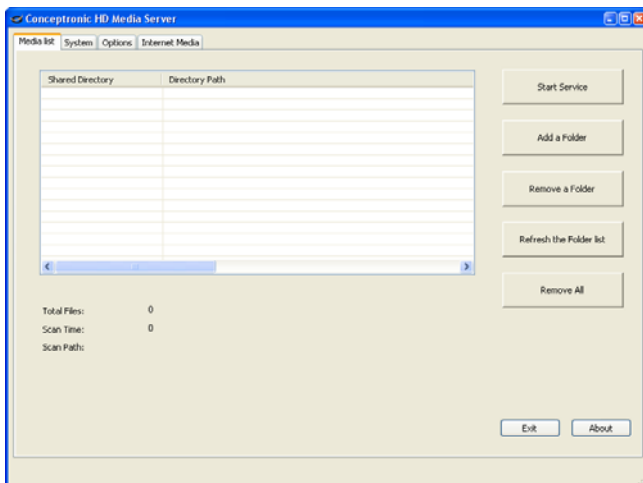 Conceptronic HD Media Server
Media list System Options Internet Media
Shared Directory Directory Path
Start Service
Add a Folder
Remove a Folder
Refresh the Folder list
Remove All
Total Files: 0
Scan Time: 0
Scan Path:
Exit About